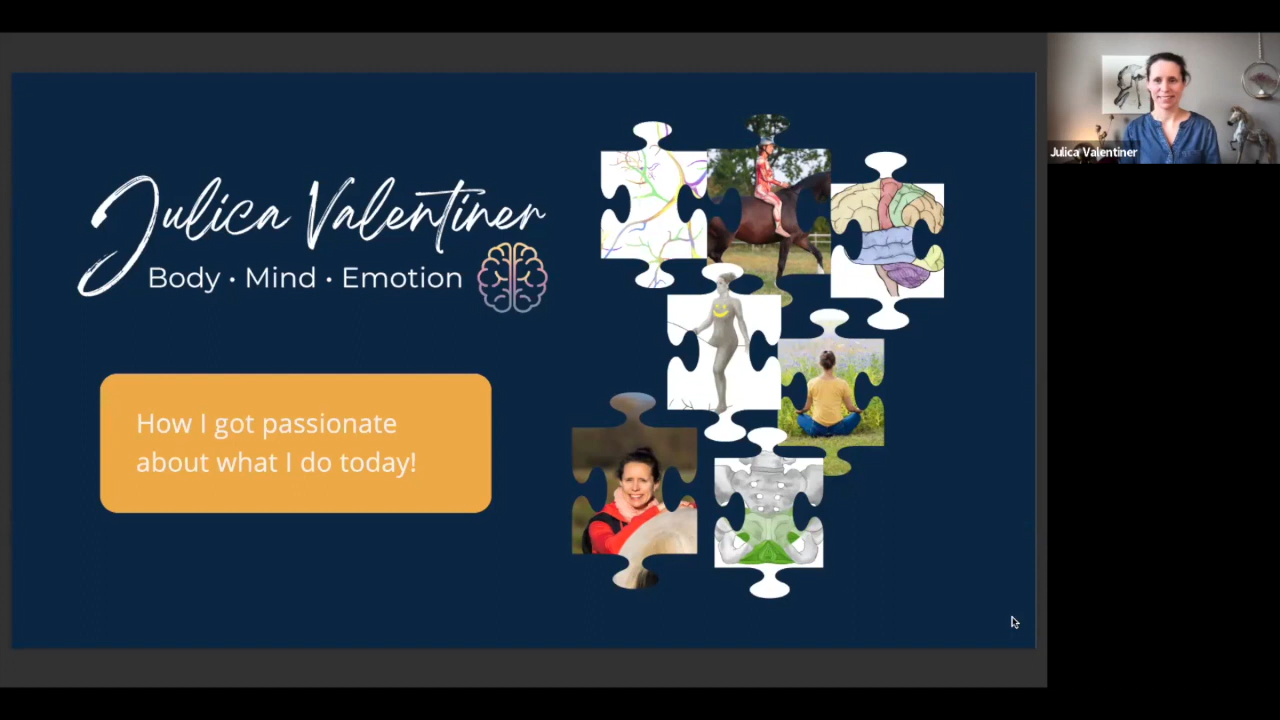 Julica Valentiner
Body • Mind • Emotion
How I got passionate
about what I do today!
Julica Valentiner